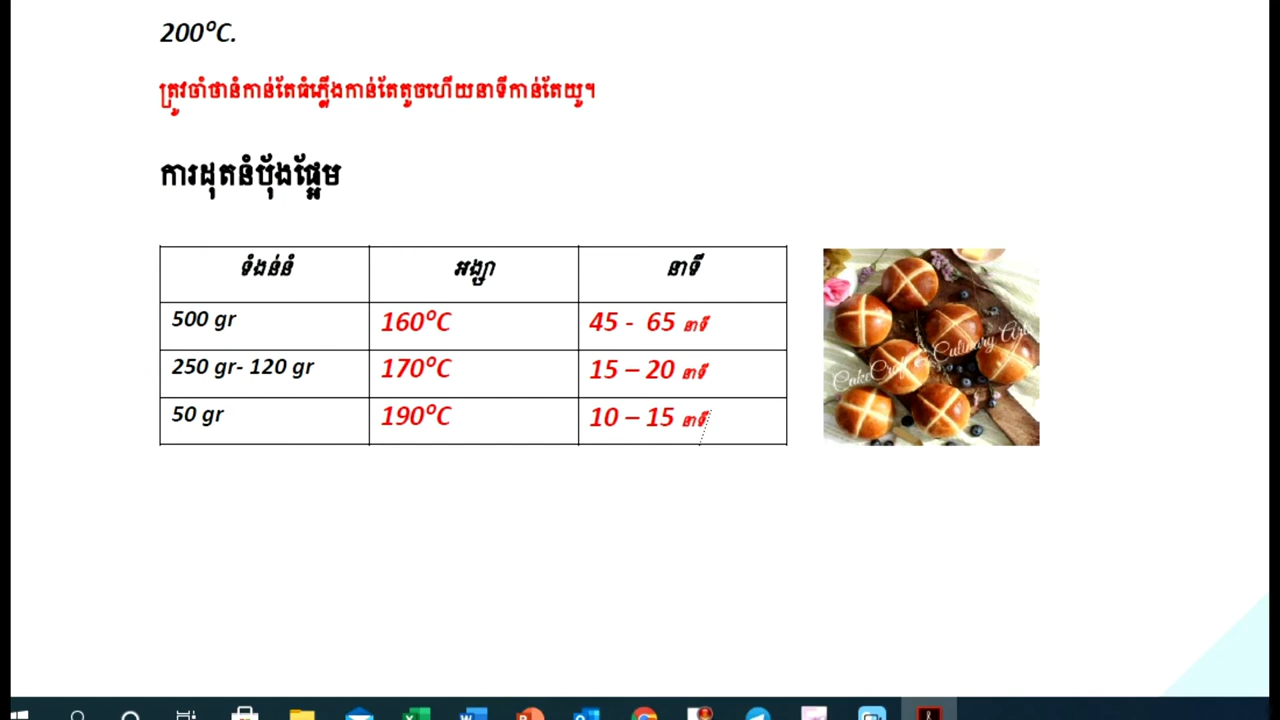 200°C.
ត្រូវចាំថានំកាន់តែធំភ្លើងកាន់តែតូចហើយនាទីកាន់តែយូ។
ការដុតនំប៉័ងផ្អែម
ទំងន់នំ អង្សា នាទី
500 gr 160°C 45 - 65 នាទី
250 gr- 120 gr 170°C 15 – 20 នាទី
50 gr 190°C 10 – 15 នាទី
CakeCraft & Culinary Arts